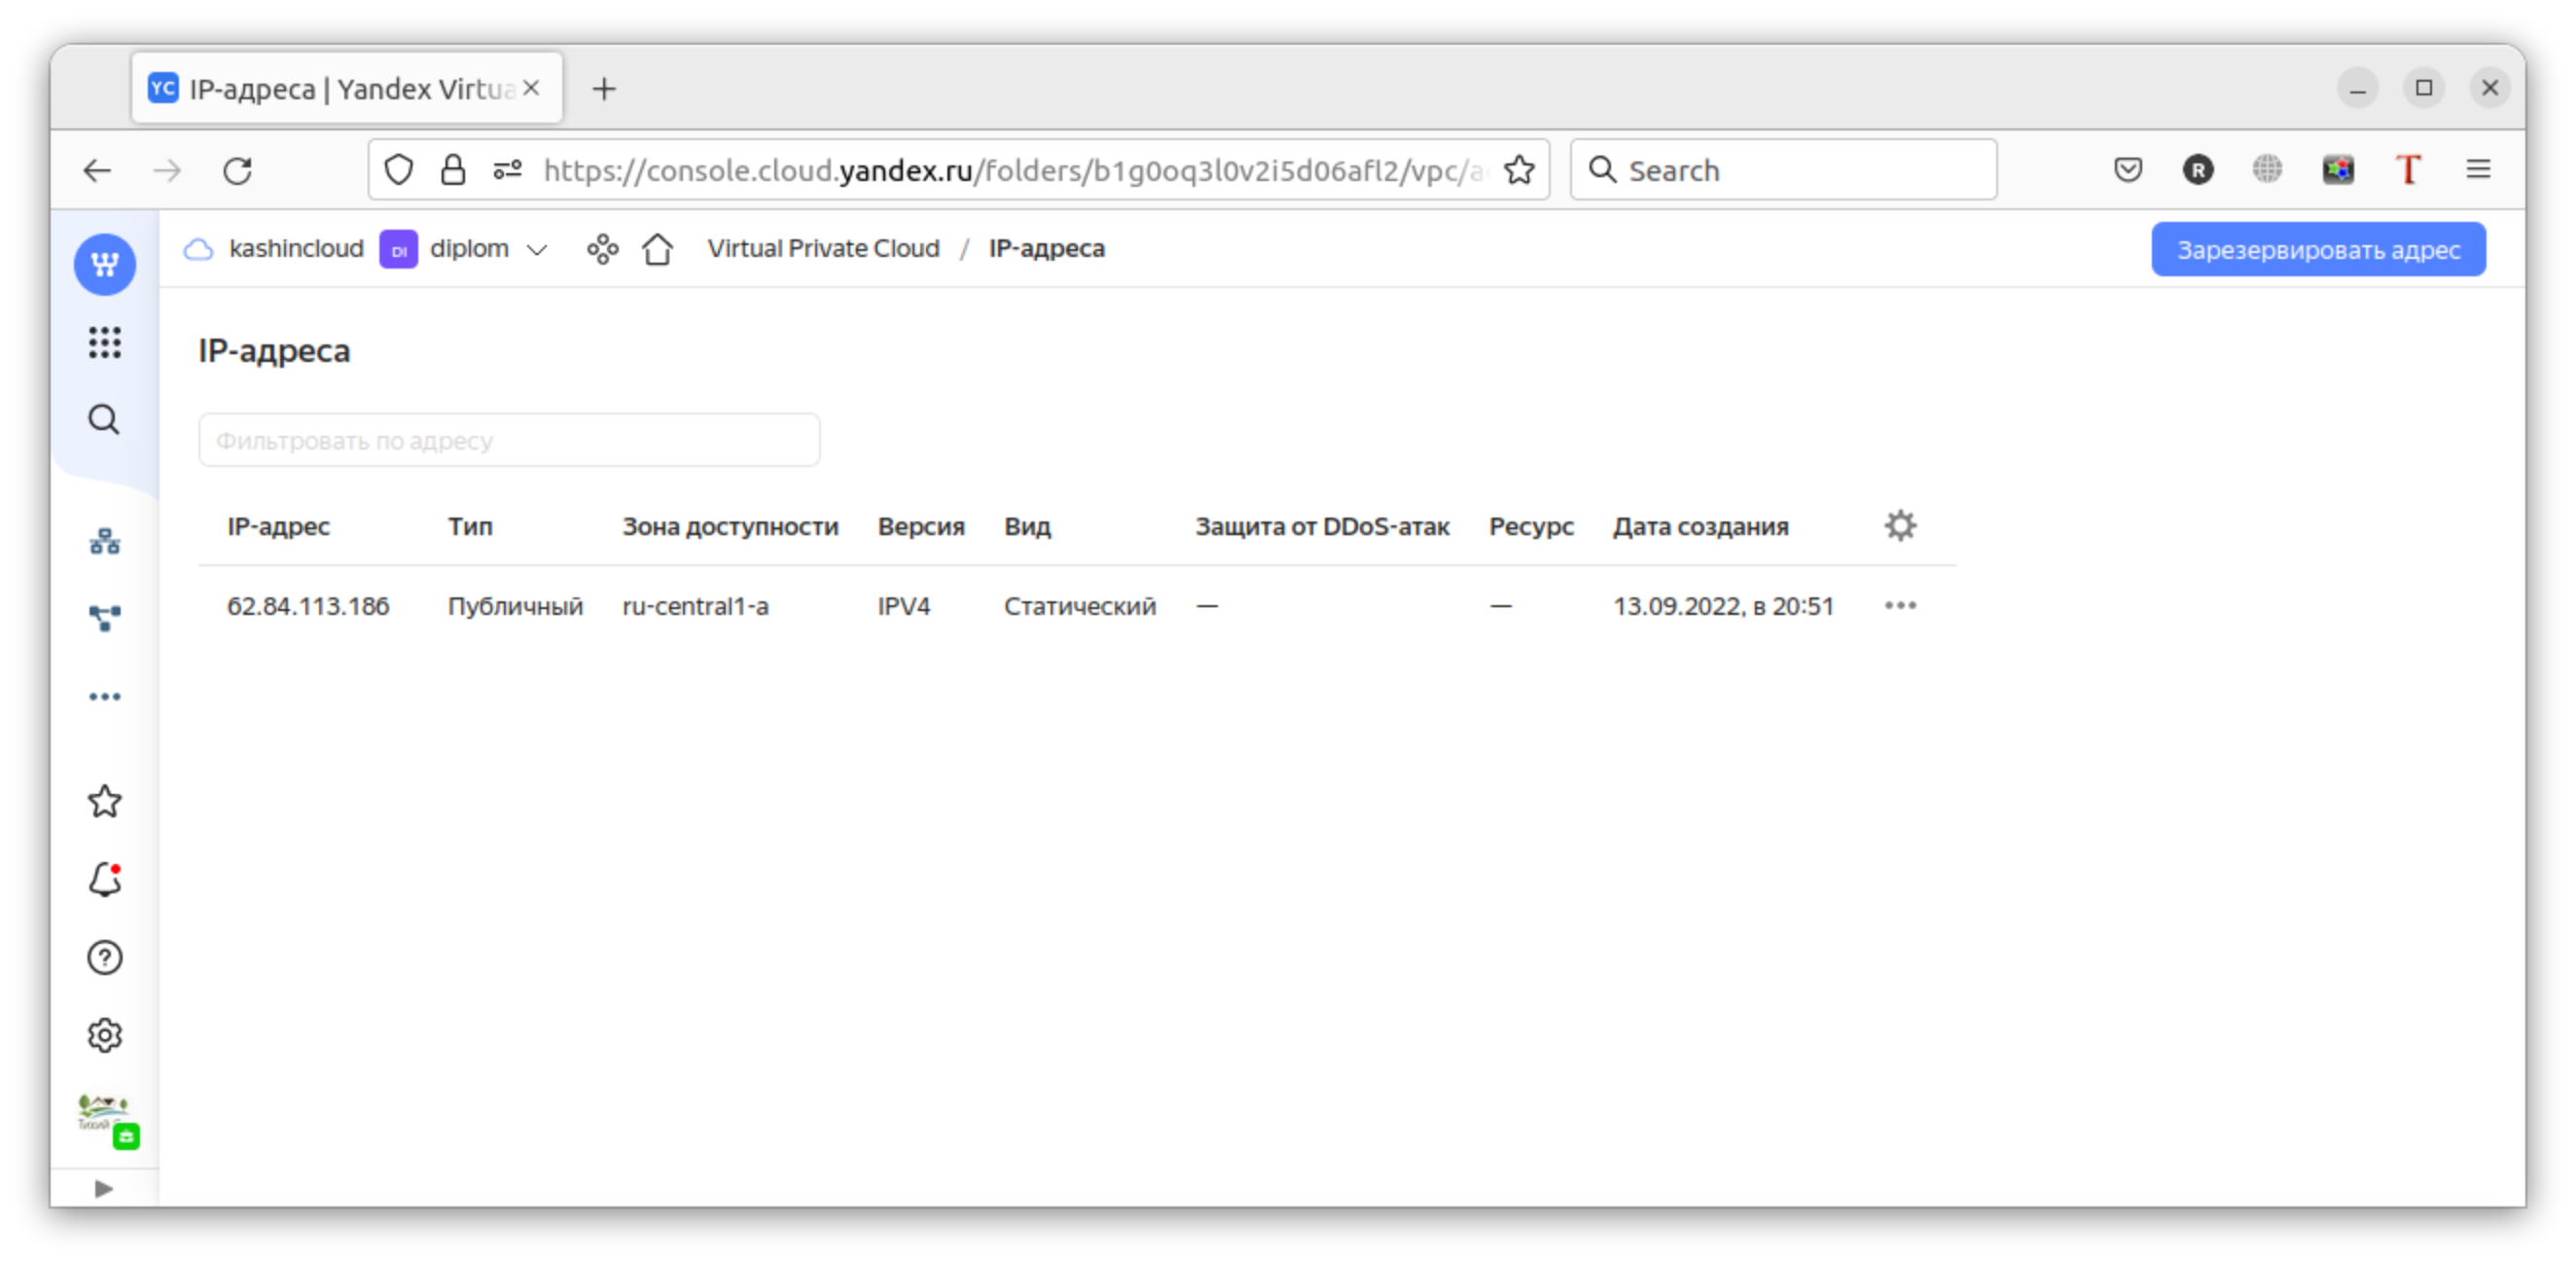 YC IP-адреса | Yandex Virtua
https://console.cloud.yandex.ru/folders/b1g0oq3l0v2i5d06afl2/vpc/a
Search
R
T
kashincloud DI diplom Virtual Private Cloud / IP-адреса
Зарезервировать адрес
IP-адреса
Фильтровать по адресу
IP-адрес Тип Зона доступности Версия Вид Защита от DDoS-атак Ресурс Дата создания
62.84.113.186 Публичный ru-central1-a IPV4 Статический — — 13.09.2022, в 20:51
Тихий